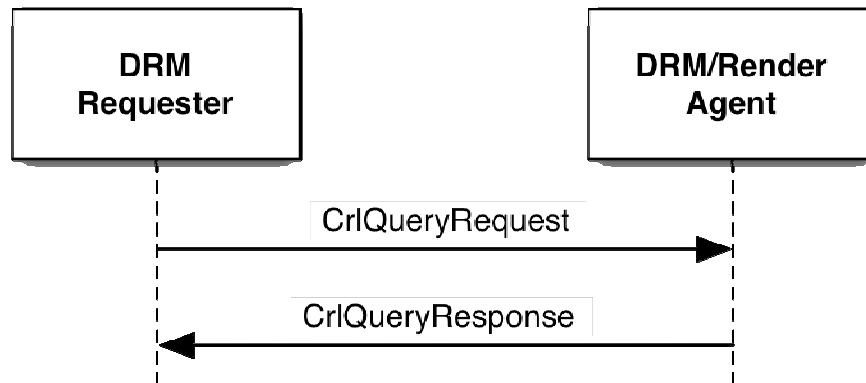 DRM
Requester
DRM/Render
Agent
CrlQueryRequest
CrlQueryResponse